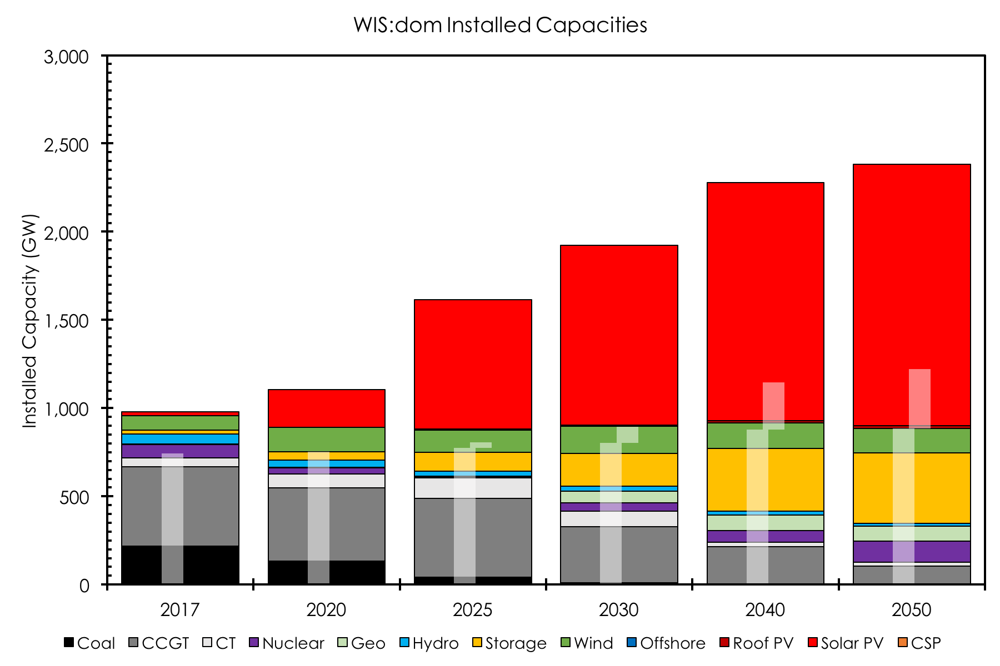 WIS:dom Installed Capacities
3,000
2,500
2,000
1,500
1,000
500
0
Installed Capacity (GW)
2017 2020 2025 2030 2040 2050
Coal CCGT CT Nuclear Geo Hydro Storage Wind Offshore Roof PV Solar PV CSP